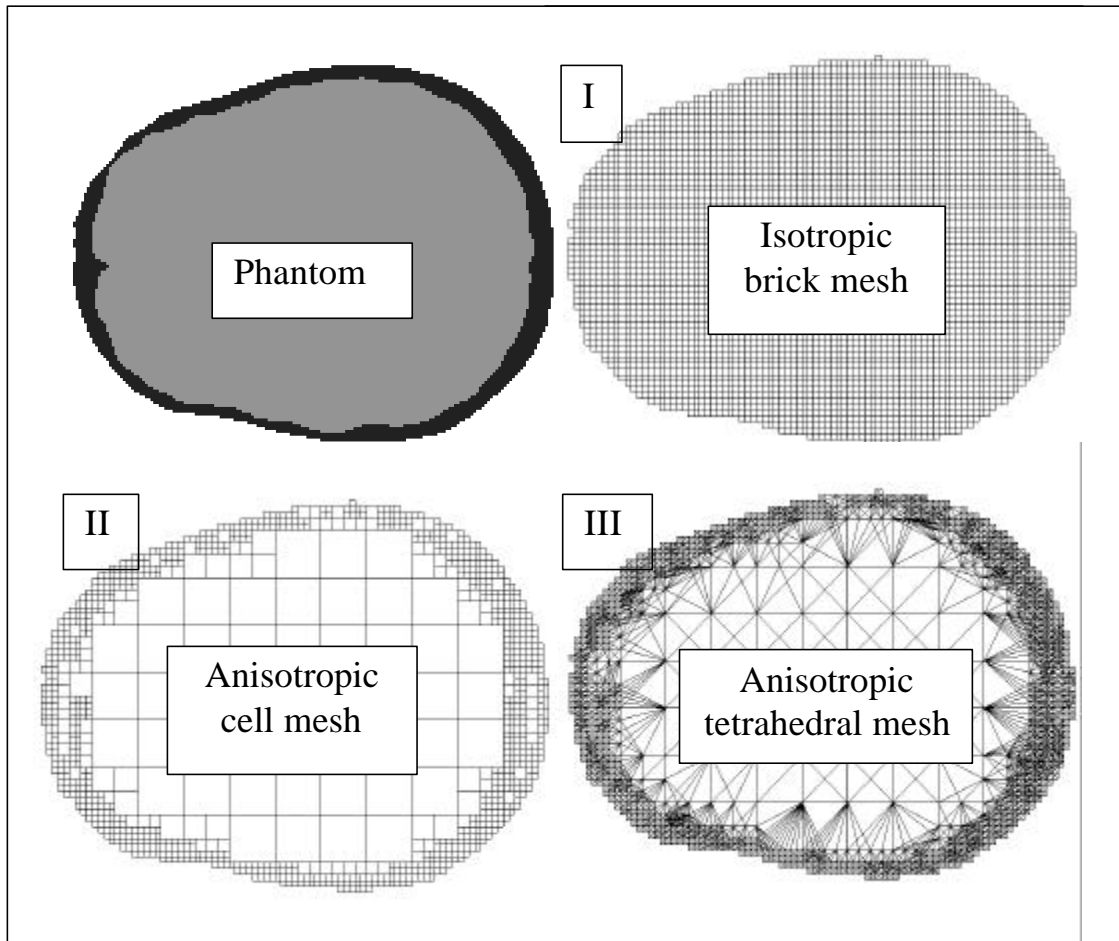 Phantom
I
Isotropic
brick mesh
II
Anisotropic
cell mesh
III
Anisotropic
tetrahedral mesh